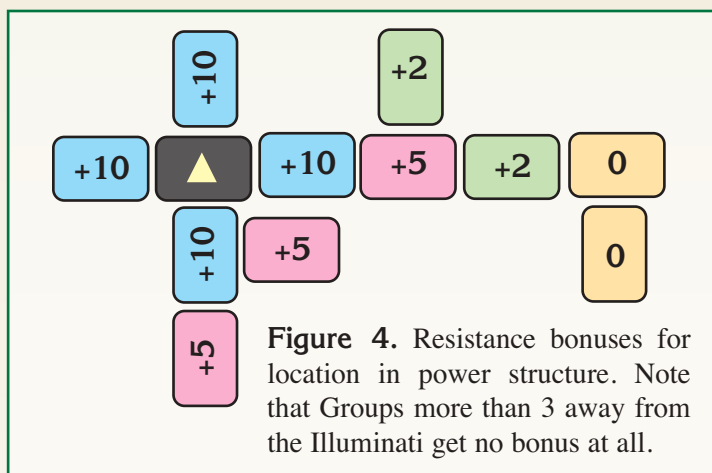 +10
+2
+10
+10
+5
+2
0
+10
+5
0
+5
Figure 4. Resistance bonuses for
location in power structure. Note
that Groups more than 3 away from
the Illuminati get no bonus at all.